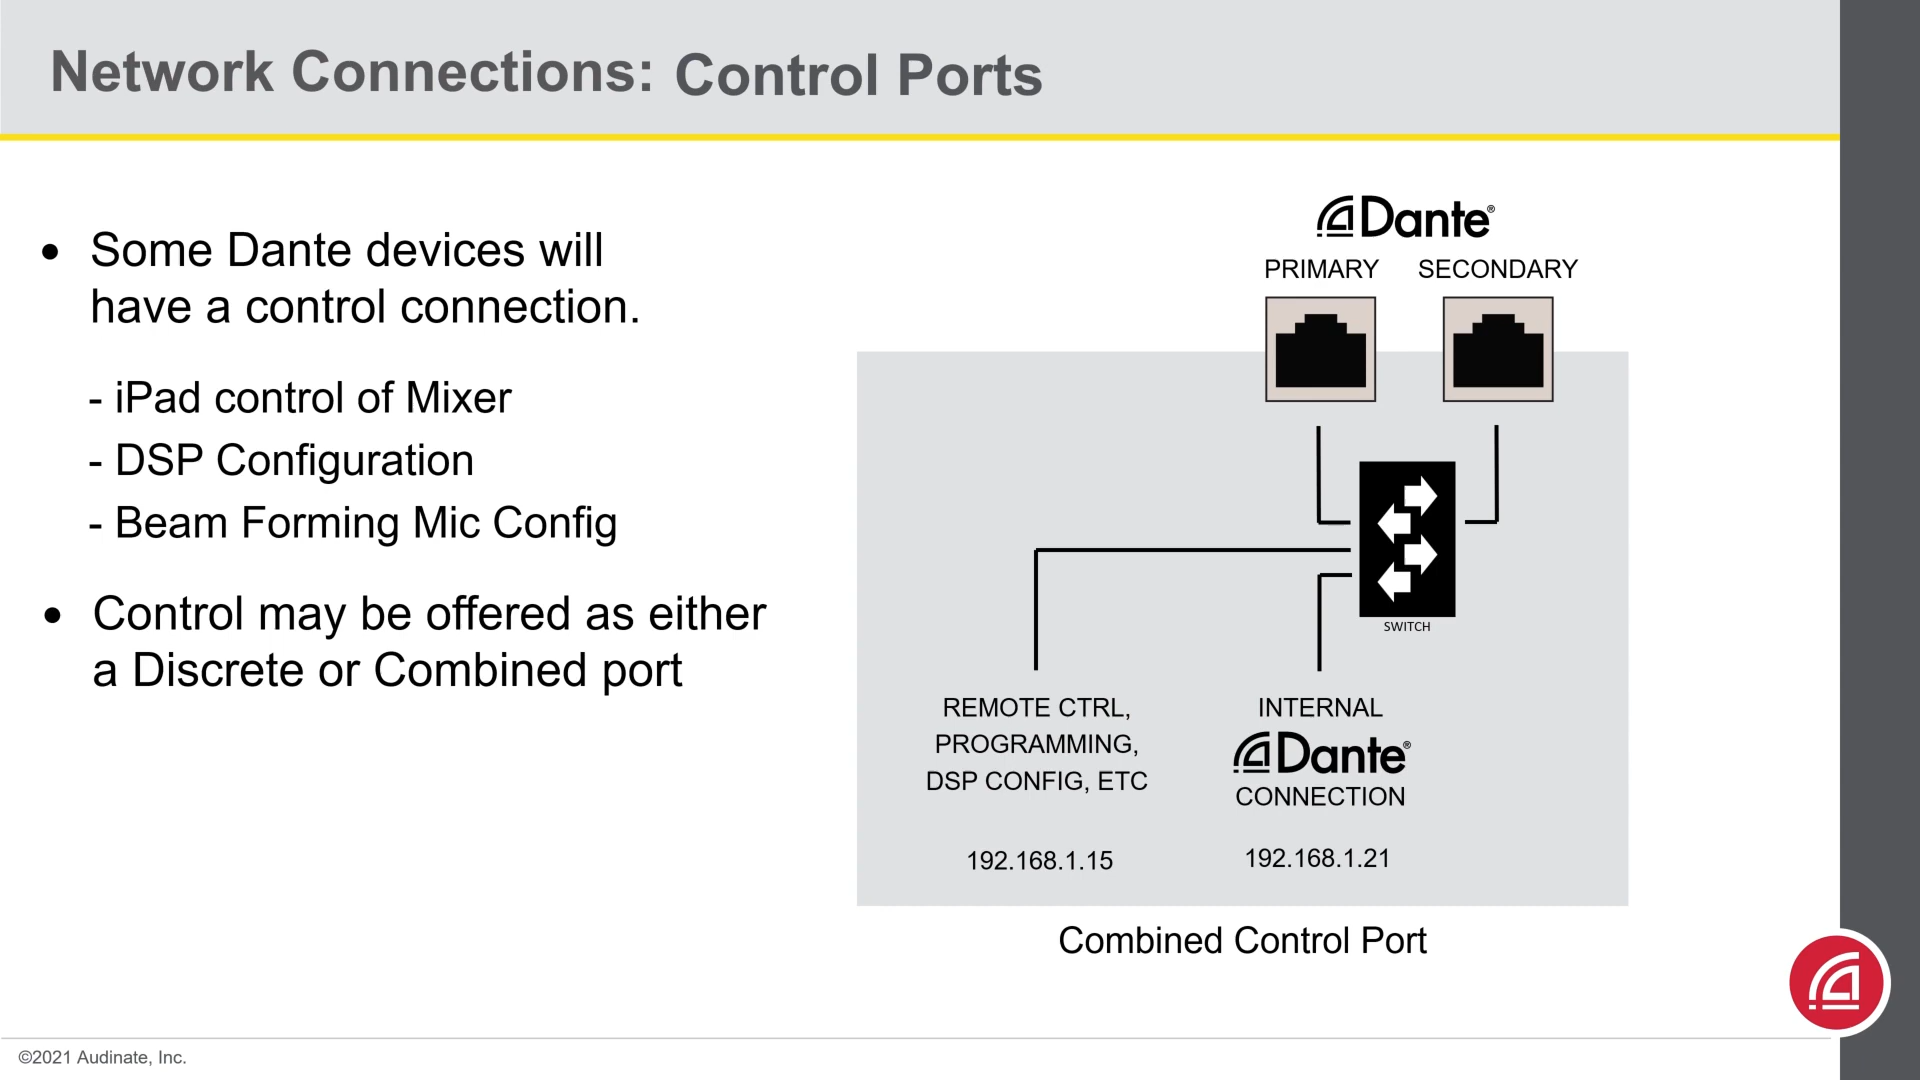 Network Connections: Control Ports
• Some Dante devices will
have a control connection.
- iPad control of Mixer
- DSP Configuration
- Beam Forming Mic Config
• Control may be offered as either
a Discrete or Combined port
Dante®
PRIMARY SECONDARY
SWITCH
REMOTE CTRL,
PROGRAMMING,
DSP CONFIG, ETC
192.168.1.15
INTERNAL
Dante®
CONNECTION
192.168.1.21
Combined Control Port
©2021 Audinate, Inc.